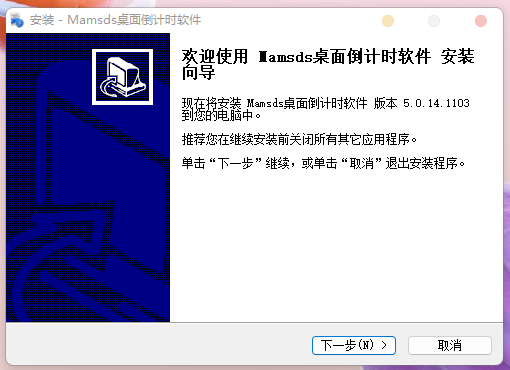 安装 - Mamsds桌面倒计时软件
欢迎使用 Mamsds桌面倒计时软件 安装
向导
现在将安装 Mamsds桌面倒计时软件 版本 5.0.14.1103
到您的电脑中。
推荐您在继续安装前关闭所有其它应用程序。
单击“下一步”继续，或单击“取消”退出安装程序。
下一步(N) >
取消